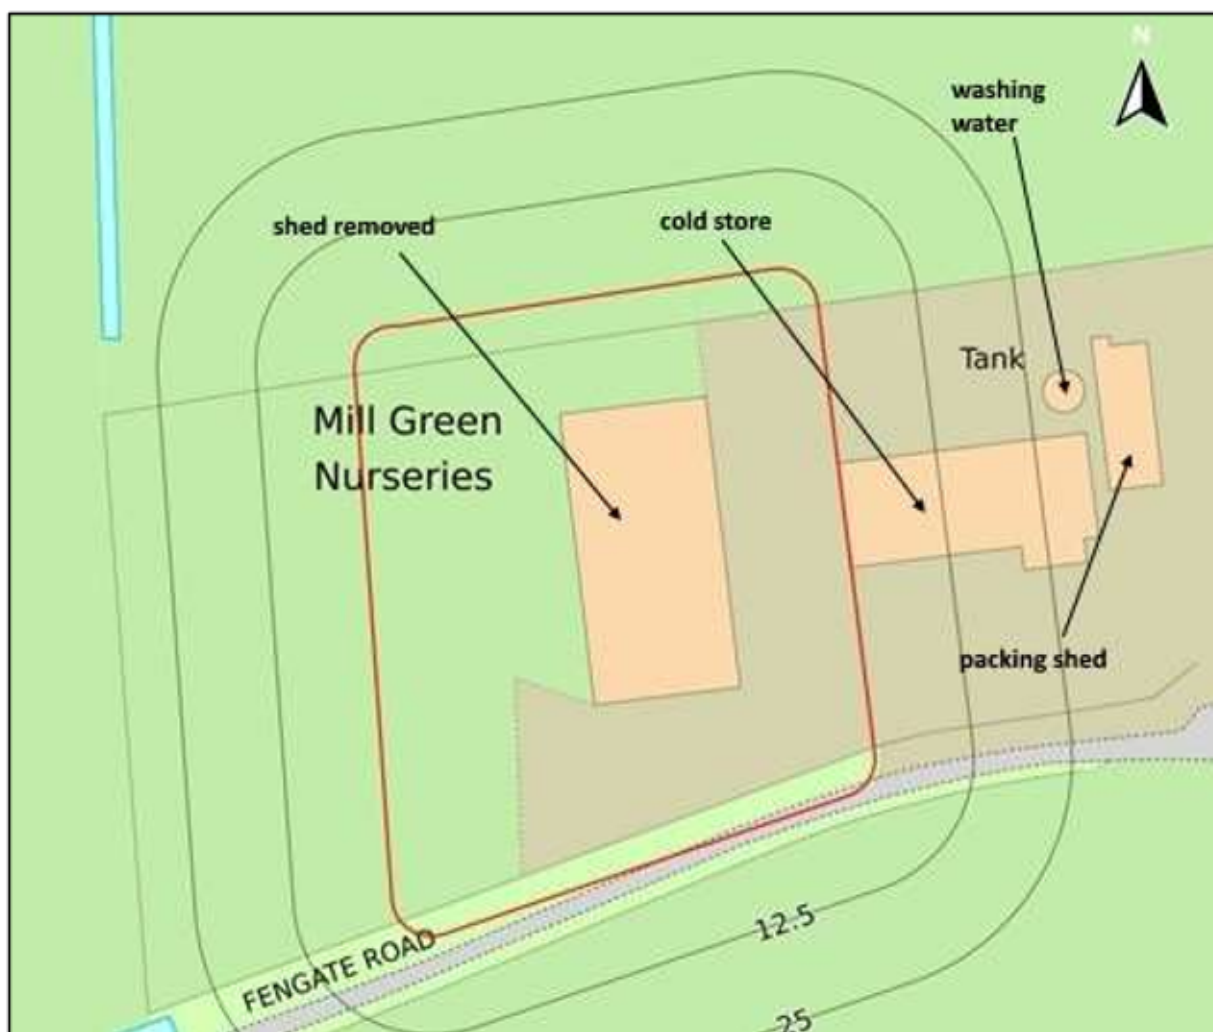 N
washing
water
shed removed
cold store
Tank
Mill Green
Nurseries
packing shed
12.5
FENGATE ROAD
25